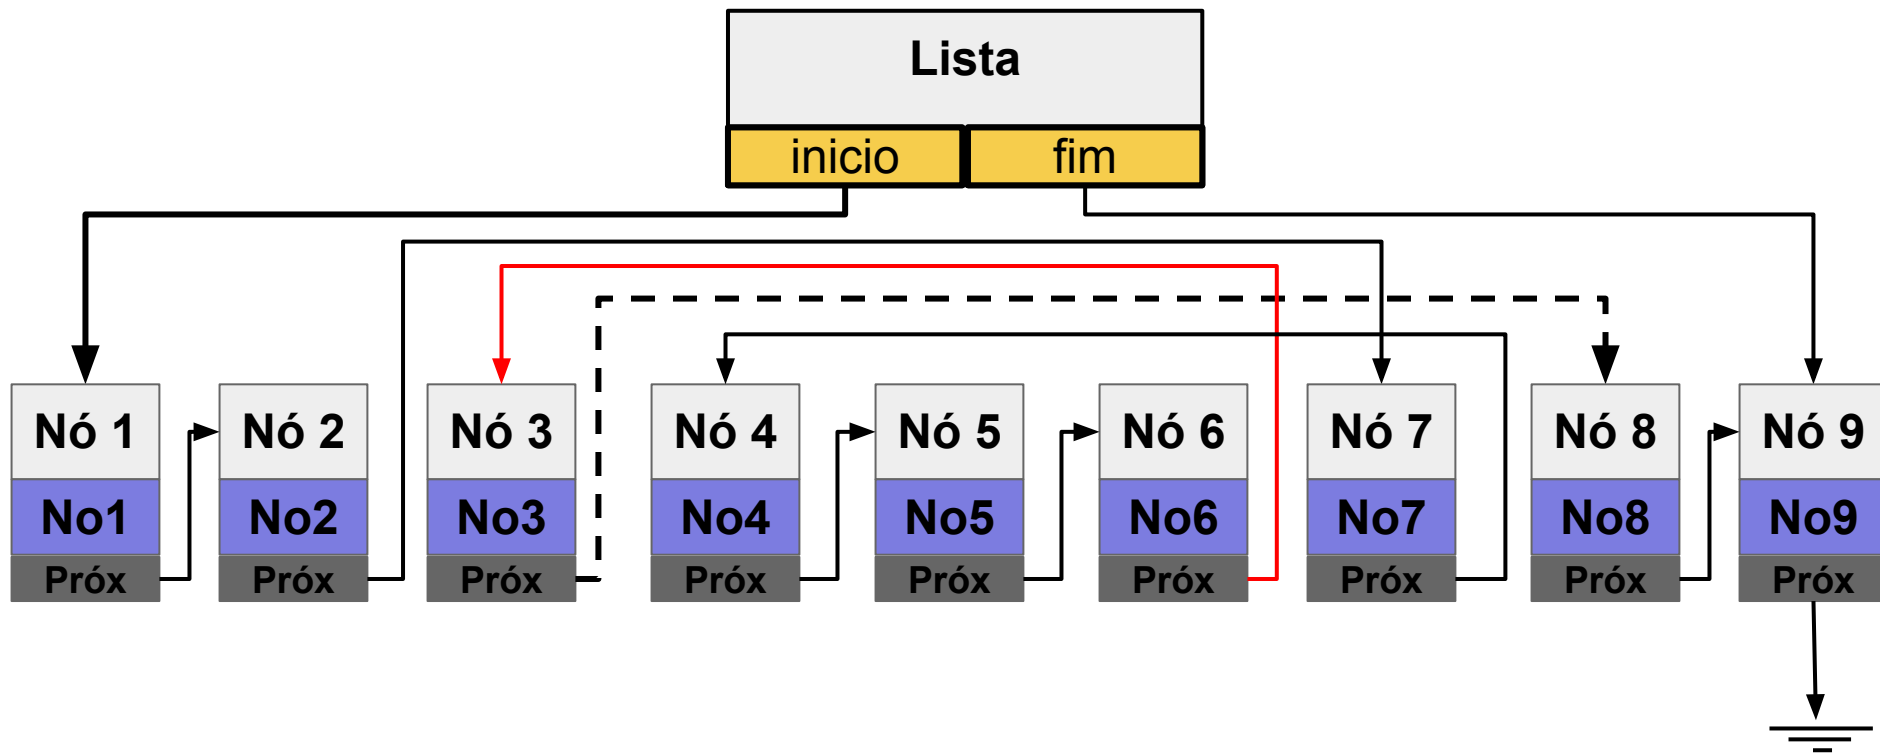 Lista
inicio fim
Nó 1 Nó 2 Nó 3 Nó 4 Nó 5 Nó 6 Nó 7 Nó 8 Nó 9
No1 No2 No3 No4 No5 No6 No7 No8 No9
Próx Próx Próx Próx Próx Próx Próx Próx Próx